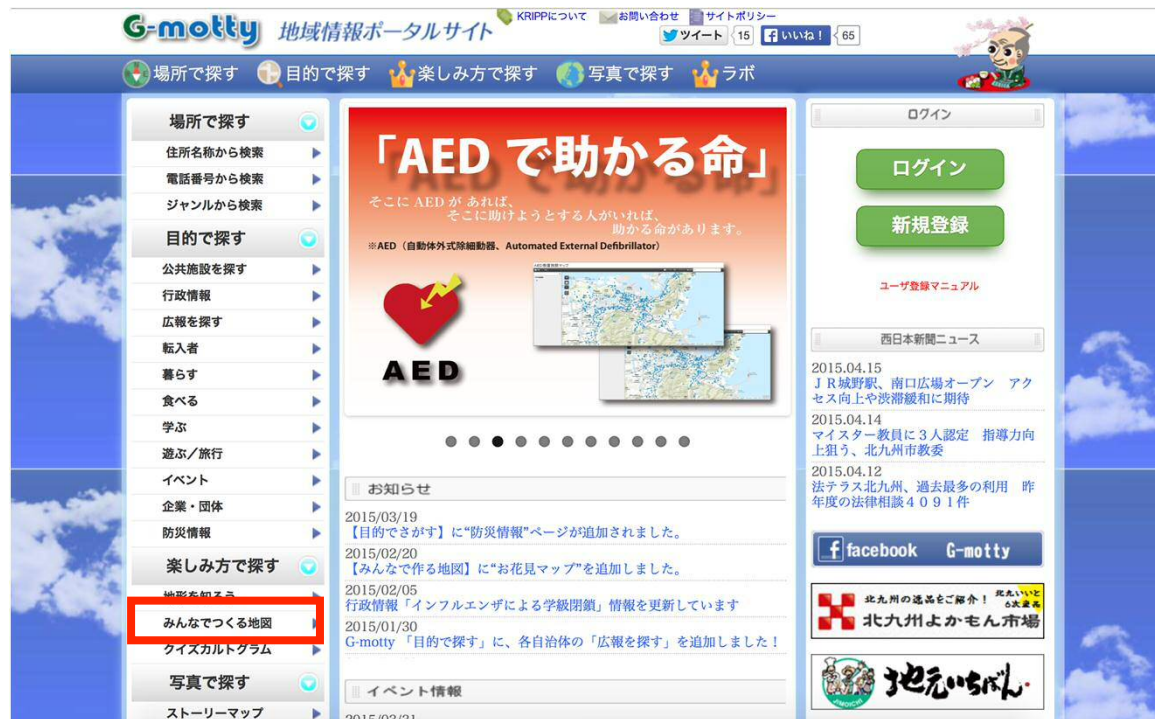 G-motty 地域情報ポータルサイト
KRIPPについて お問い合わせ サイトポリシー
ツイート 15 いいね！ 65
場所で探す 目的で探す 楽しみ方で探す 写真で探す ラボ
場所で探す
住所名称から検索
電話番号から検索
ジャンルから検索
目的で探す
公共施設を探す
行政情報
広報を探す
転入者
暮らす
食べる
学ぶ
遊ぶ／旅行
イベント
企業・団体
防災情報
楽しみ方で探す
地形を知ろう
みんなでつくる地図
クイズカルトグラム
写真で探す
ストーリーマップ
「AED で助かる命」
そこに AED が あれば、
そこに助けようとする人がいれば、
助かる命があります。
※AED（自動体外式除細動器、Automated External Defibrillator）
AED
お知らせ
2015/03/19
【目的でさがす】に“防災情報”ページが追加されました。
2015/02/20
【みんなで作る地図】に“お花見マップ”を追加しました。
2015/02/05
行政情報「インフルエンザによる学級閉鎖」情報を更新しています
2015/01/30
G-motty 「目的で探す」に、各自治体の「広報を探す」を追加しました！
イベント情報
2015/03/31
ログイン
ログイン
新規登録
ユーザ登録マニュアル
西日本新聞ニュース
2015.04.15
ＪＲ城野駅、南口広場オープン　アク
セス向上や渋滞緩和に期待
2015.04.14
マイスター教員に３人認定　指導力向
上狙う、北九州市教委
2015.04.12
法テラス北九州、過去最多の利用　昨
年度の法律相談４０９１件
facebook G-motty
北九州の逸品をご紹介！ 北九いいと
6次産品
北九州よかもん市場
地元いちばん
JIMOICHI